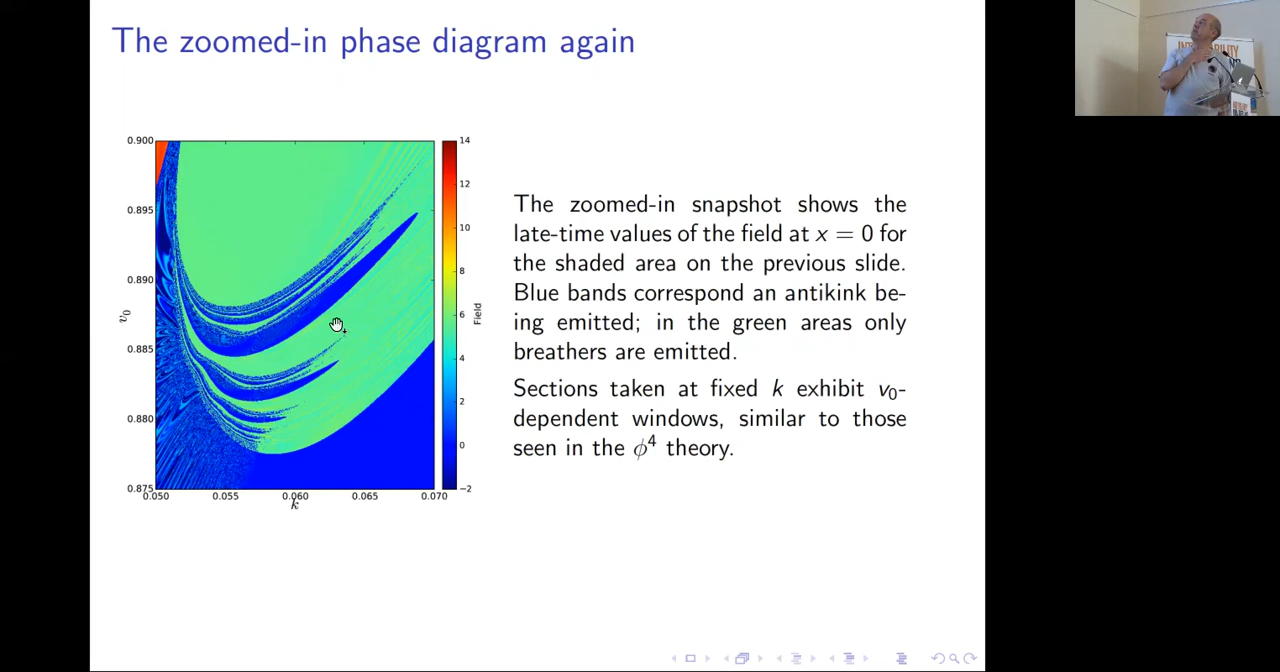 The zoomed-in phase diagram again
0.900
0.895
0.890
0.885
0.880
0.875
v0
0.050
0.055
0.060
0.065
0.070
k
14
12
10
8
6
4
2
0
−2
Field
The zoomed-in snapshot shows the
late-time values of the field at x = 0 for
the shaded area on the previous slide.
Blue bands correspond an antikink be-
ing emitted; in the green areas only
breathers are emitted.
Sections taken at fixed k exhibit v0-
dependent windows, similar to those
seen in the ϕ4 theory.